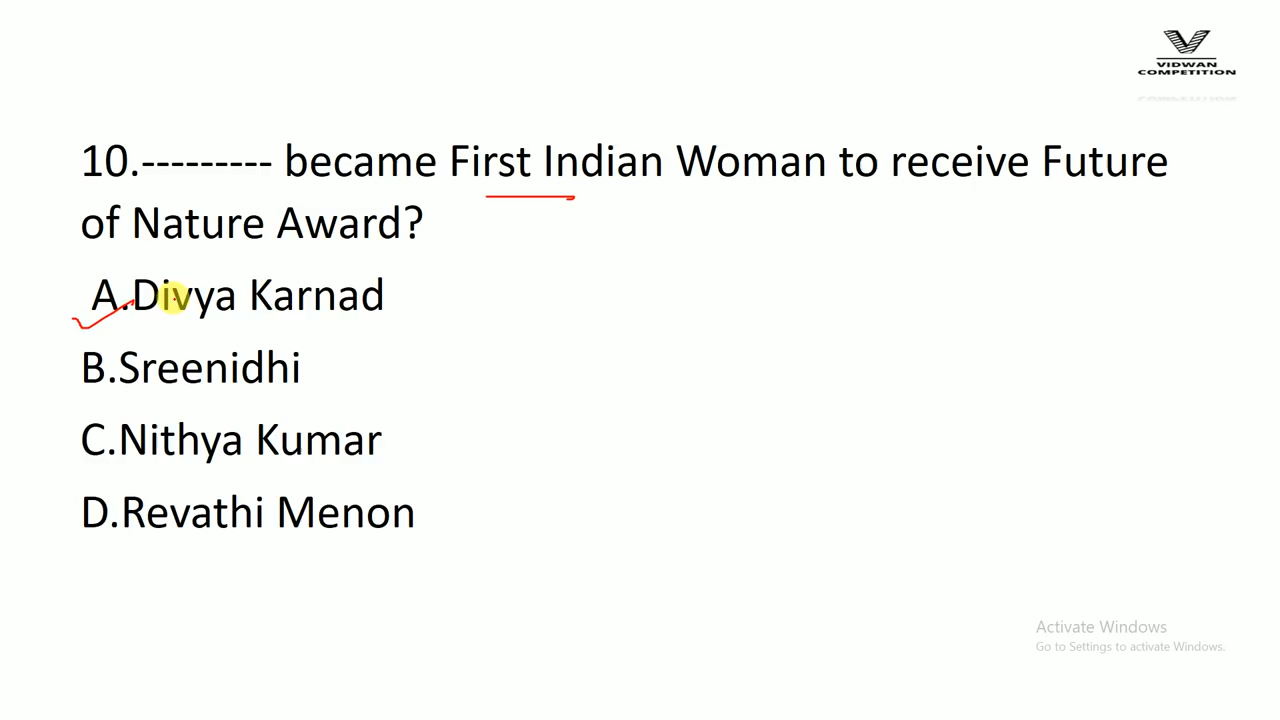 VIDWAN
COMPETITION
10.--------- became First Indian Woman to receive Future
of Nature Award?
A.Divya Karnad
B.Sreenidhi
C.Nithya Kumar
D.Revathi Menon
Activate Windows
Go to Settings to activate Windows.